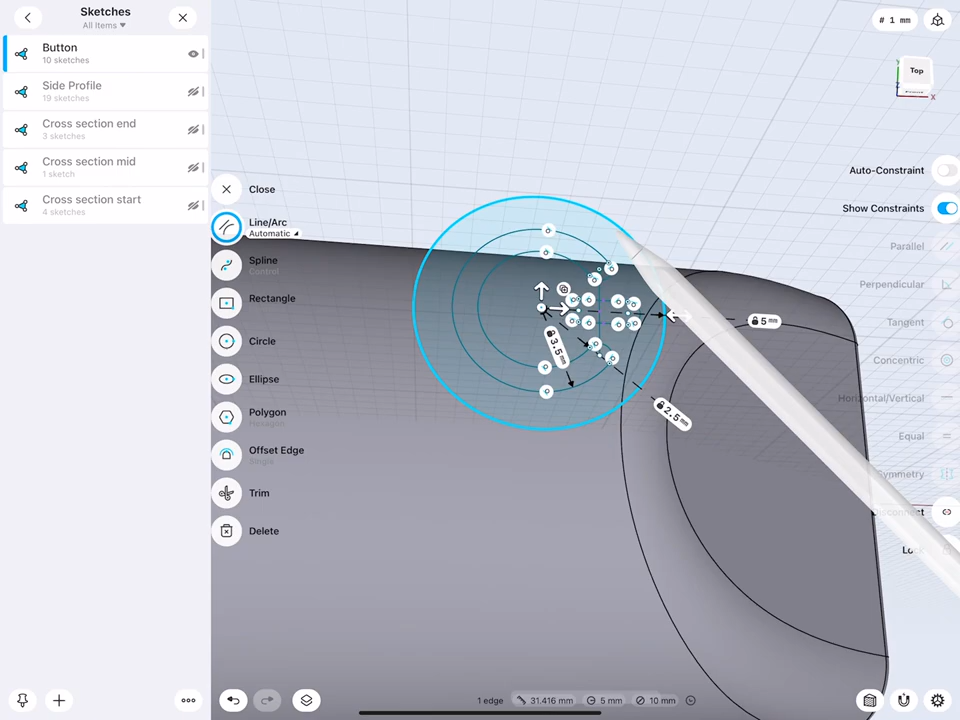 Sketches
All Items ▼
Button
10 sketches
Side Profile
19 sketches
Cross section end
3 sketches
Cross section mid
1 sketch
Cross section start
4 sketches
Close
Line/Arc
Automatic
Spline
Control
Rectangle
Circle
Ellipse
Polygon
Hexagon
Offset Edge
Single
Trim
Delete
3.5 mm
2.5 mm
5 mm
# 1 mm
Top
X
Auto-Constraint
Show Constraints
Parallel
Perpendicular
Tangent
Concentric
Horizontal/Vertical
Equal
Symmetry
1 edge
31.416 mm
5 mm
10 mm